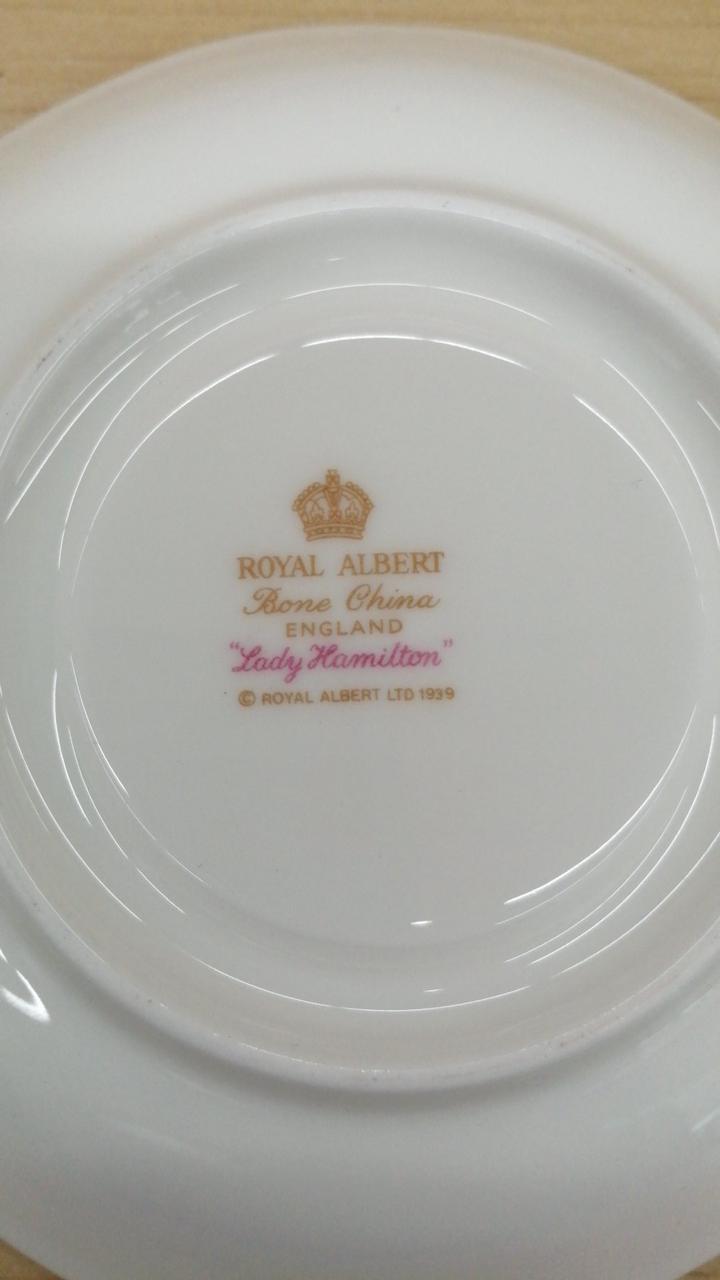 ROYAL ALBERT
Bone China
ENGLAND
"Lady Hamilton"
© ROYAL ALBERT LTD 1939